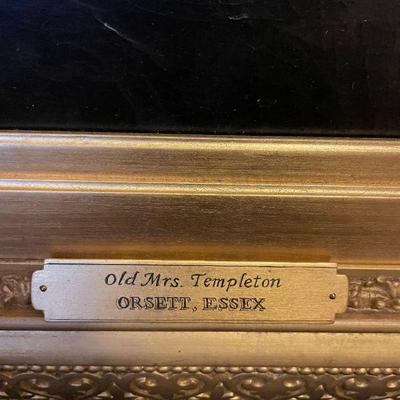 Old Mrs. Templeton
ORSETT, ESSEX